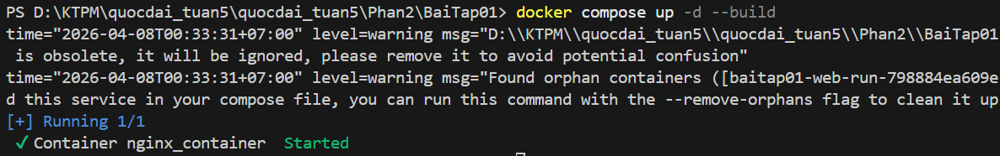 PS D:\KTPM\quocdai_tuan5\quocdai_tuan5\Phan2\BaiTap01> docker compose up -d --build
time="2026-04-08T00:33:31+07:00" level=warning msg="D:\\KTPM\\quocdai_tuan5\\quocdai_tuan5\\Phan2\\BaiTap01
is obsolete, it will be ignored, please remove it to avoid potential confusion"
time="2026-04-08T00:33:31+07:00" level=warning msg="Found orphan containers ([baitap01-web-run-798884ea609e
d this service in your compose file, you can run this command with the --remove-orphans flag to clean it up
[+] Running 1/1
✓ Container nginx_container  Started